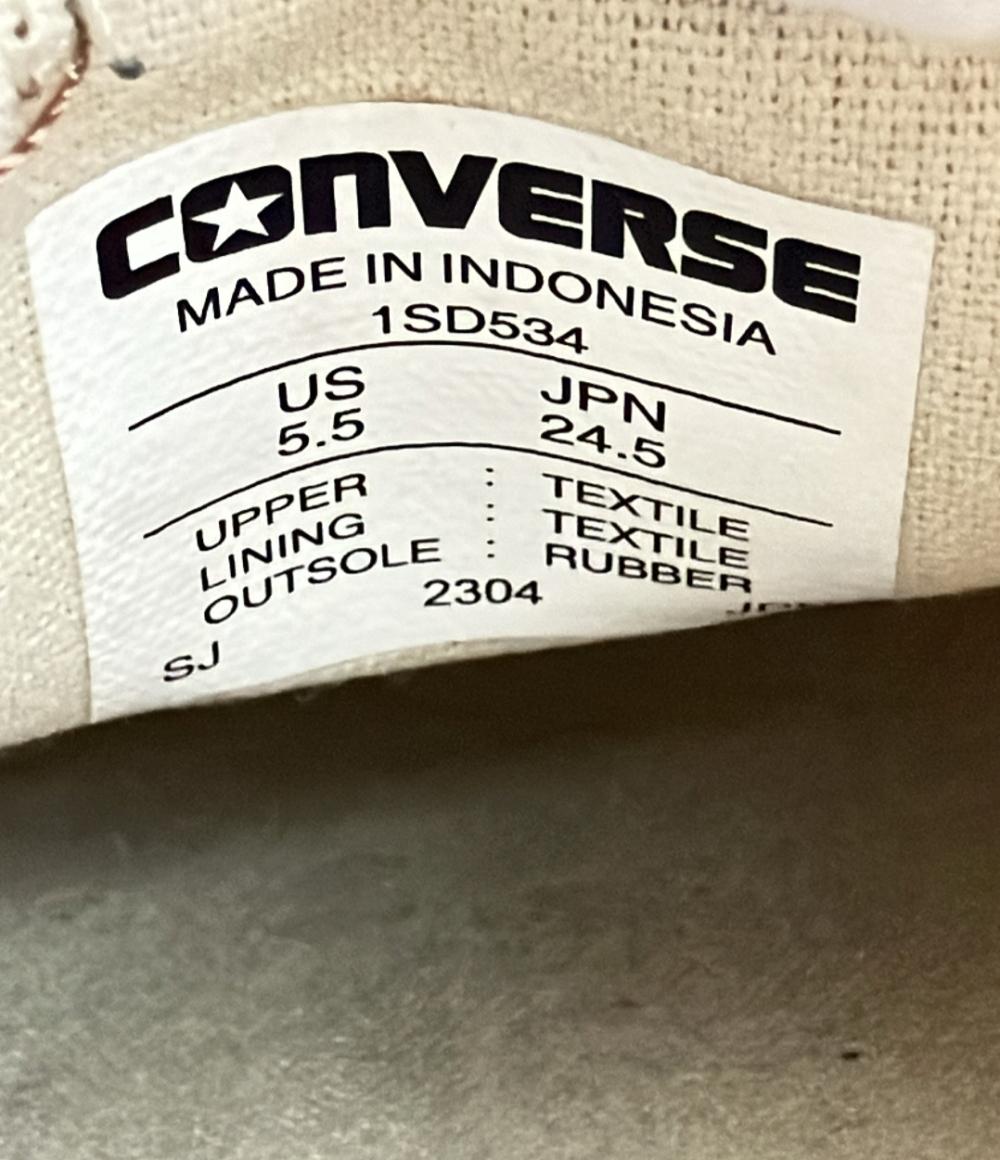 CONVERSE
MADE IN INDONESIA
1SD534
US JPN
5.5 24.5
UPPER : TEXTILE
LINING : TEXTILE
OUTSOLE : RUBBER
2304
SJ